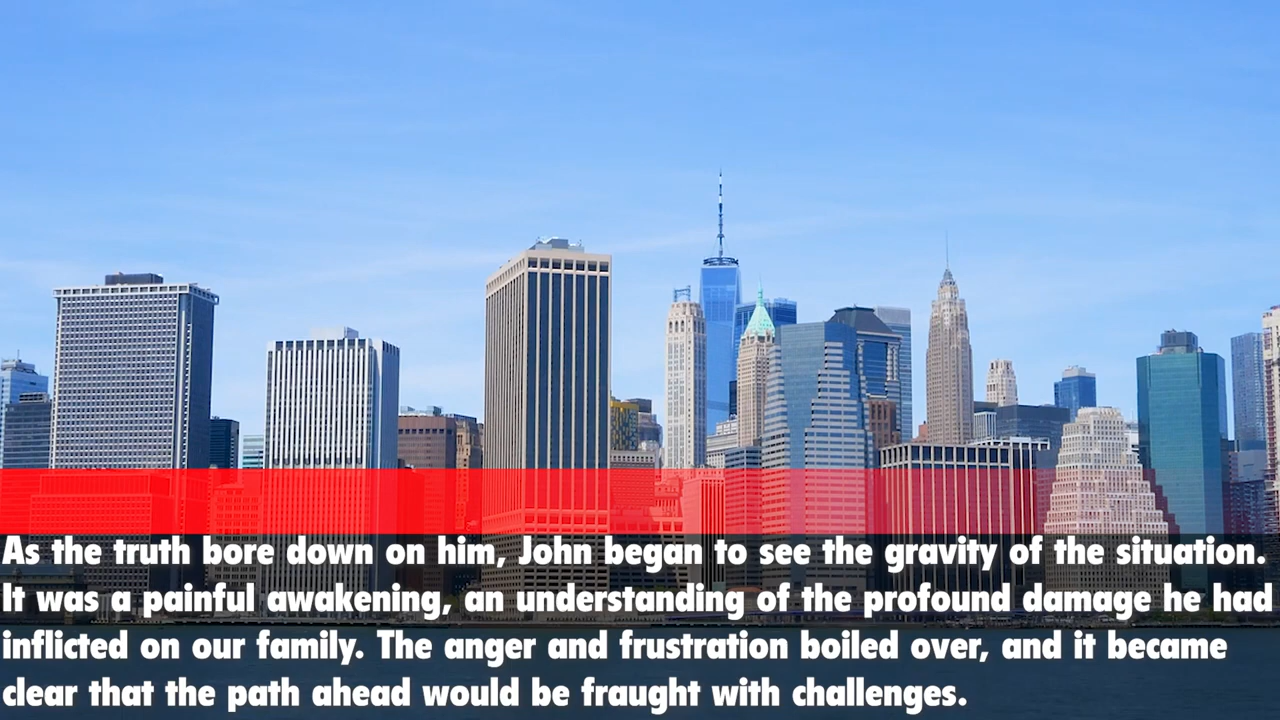 As the truth bore down on him, John began to see the gravity of the situation.
It was a painful awakening, an understanding of the profound damage he had
inflicted on our family. The anger and frustration boiled over, and it became
clear that the path ahead would be fraught with challenges.